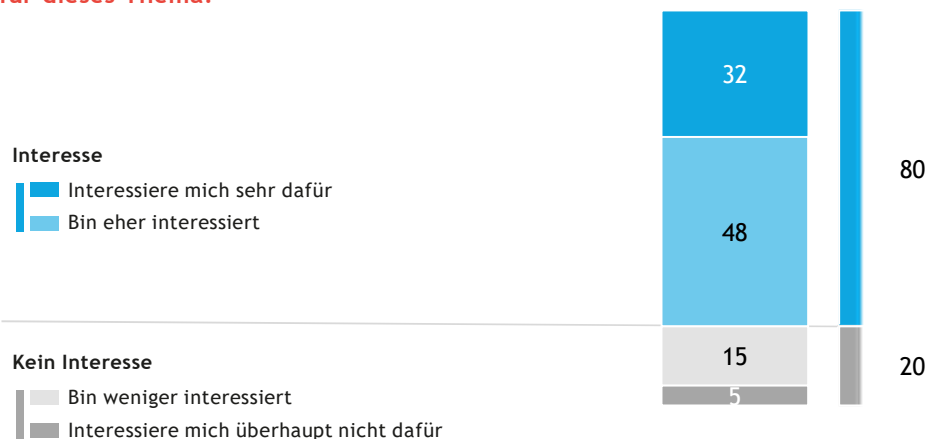 für dieses Thema?
32
Interesse
80
Interessiere mich sehr dafür
Bin eher interessiert
48
Kein Interesse
15
20
Bin weniger interessiert
5
Interessiere mich überhaupt nicht dafür